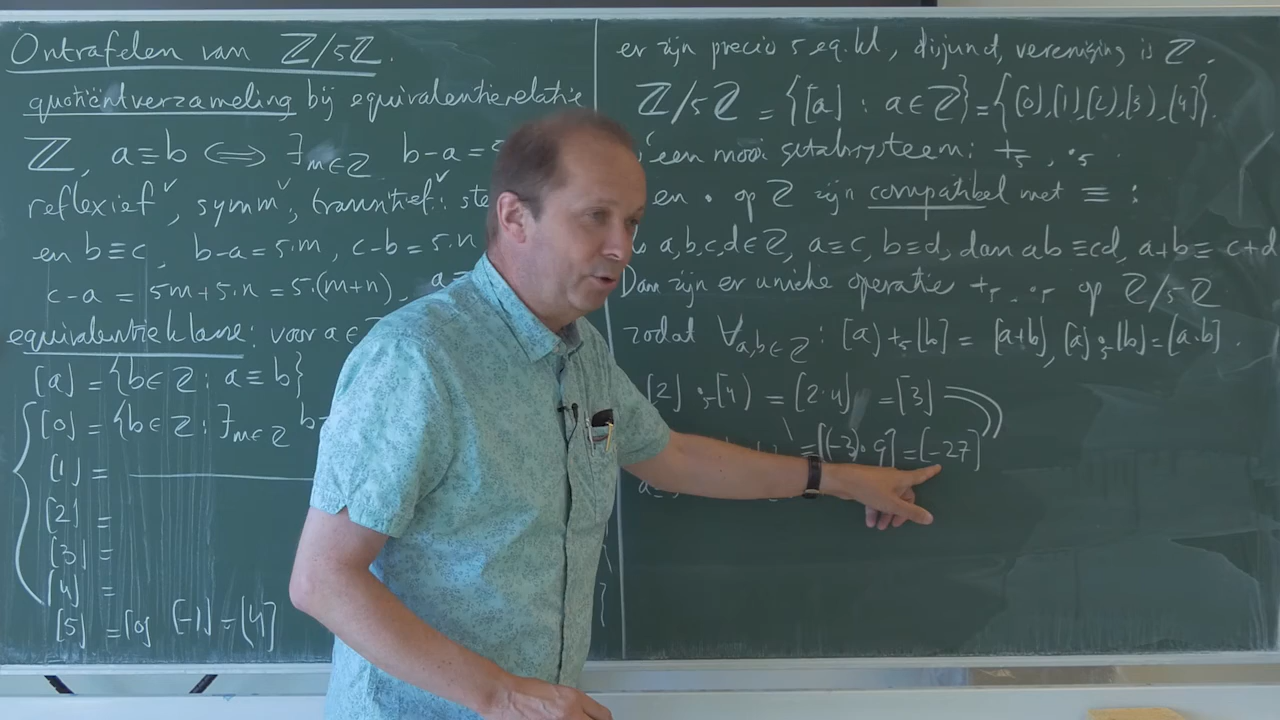 Ontrafelen van ℤ/5ℤ.
quotiëntverzameling bij equivalentierelatie
ℤ, a≡b ⟺ ∃m∈ℤ b-a=
reflexief ✓, symm ✓, transitief ✓: ste
en b≡c, b-a=5·m, c-b=5·n
c-a = 5m+5·n = 5·(m+n),
equivalentieklasse: voor a∈
[a] = {b∈ℤ : a≡b}
[0] = {b∈ℤ : ∃m∈ℤ b-
[1] =
[2] =
[3] =
[4] =
[5] = [0] [-1] = [4]
er zijn precies 5 eq.kl, disjunct, vereniging is ℤ.
ℤ/5ℤ = {[a] : a∈ℤ} = {[0],[1],[2],[3],[4]}.
een mooi getalsysteem: +₅, ·₅.
en · op ℤ zijn compatibel met ≡ :
a,b,c,d∈ℤ, a≡c, b≡d, dan ab≡cd, a+b≡c+d
Dan zijn er unieke operaties +₅, ·₅ op ℤ/5ℤ
zodat ∀a,b∈ℤ : [a] +₅ [b] = [a+b], [a] ·₅ [b] = [a·b].
[2] ·₅ [4] = [2·4] = [3]
= [(-3)·9] = [-27]